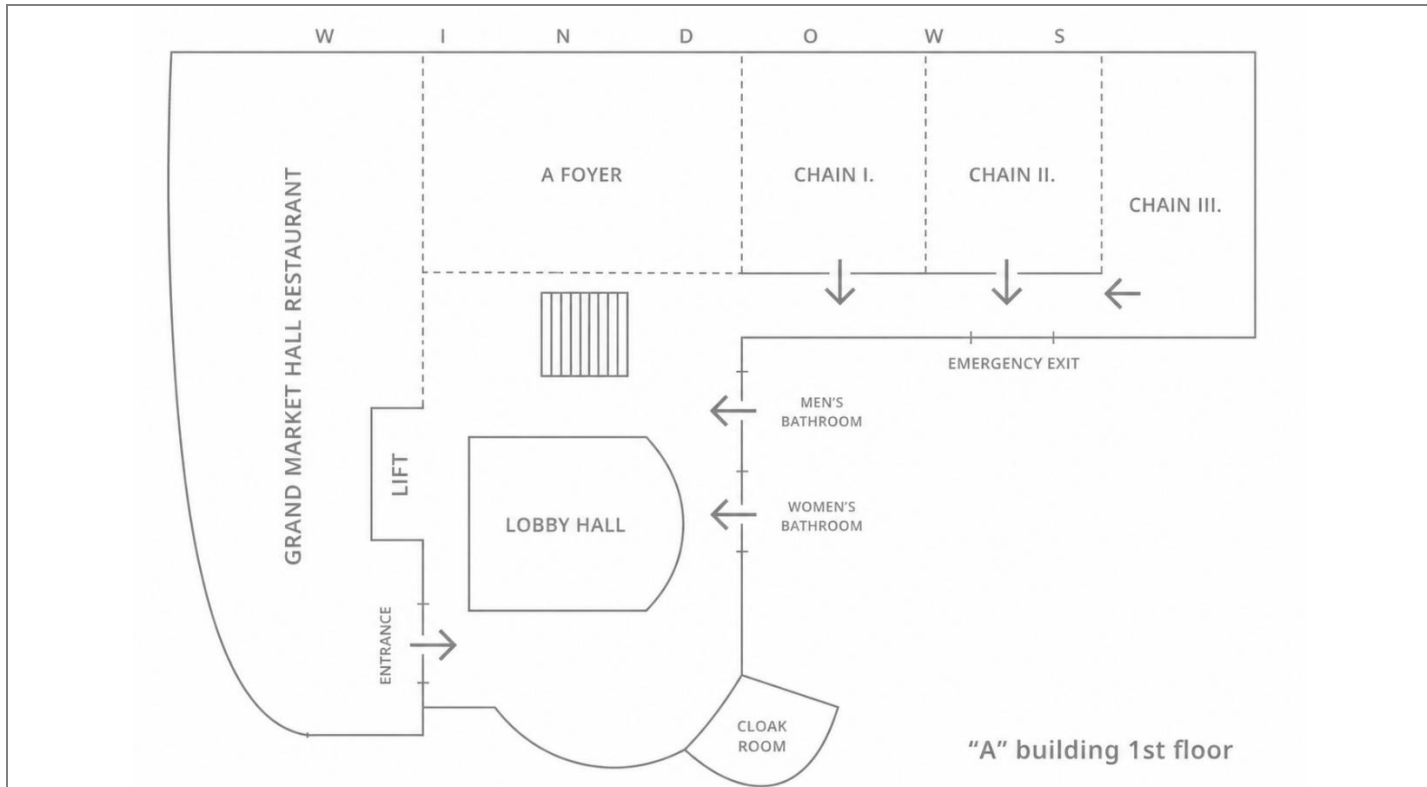 W I N D O W S
A FOYER
CHAIN I.
CHAIN II.
CHAIN III.
GRAND MARKET HALL RESTAURANT
EMERGENCY EXIT
MEN'S
BATHROOM
LIFT
LOBBY HALL
WOMEN'S
BATHROOM
ENTRANCE
CLOAK
ROOM
“A” building 1st floor